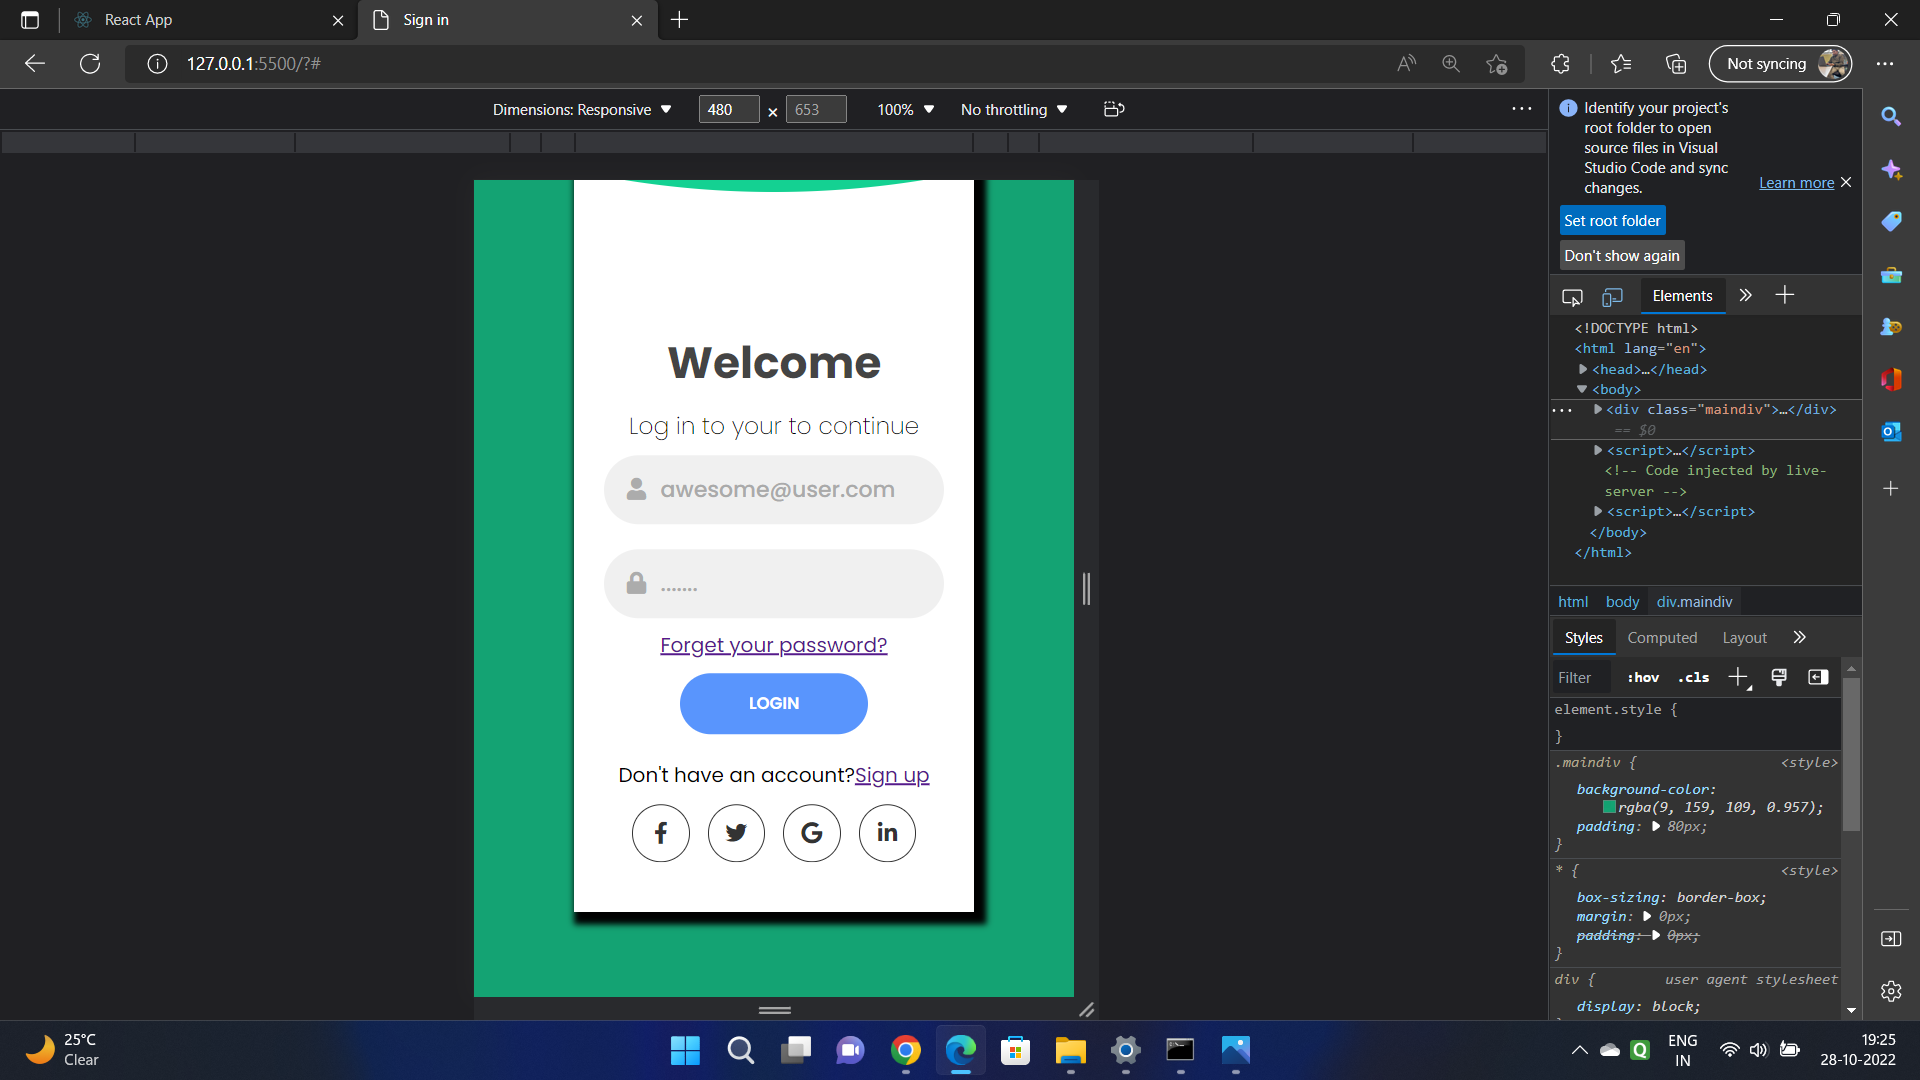 React App
Sign in
127.0.0.1:5500/?#
Not syncing
Dimensions: Responsive
480 × 653
100%
No throttling
Identify your project's
root folder to open
source files in Visual
Studio Code and sync
changes.
Learn more
Set root folder
Don't show again
Elements
<!DOCTYPE html>
<html lang="en">
<head>…</head>
<body>
<div class="maindiv">…</div>
== $0
<script>…</script>
<!-- Code injected by live-
server -->
<script>…</script>
</body>
</html>
html body div.maindiv
Styles Computed Layout
Filter :hov .cls
element.style {
}
.maindiv { <style>
background-color:
rgba(9, 159, 109, 0.957);
padding: 80px;
}
* { <style>
box-sizing: border-box;
margin: 0px;
padding: 0px;
}
div { user agent stylesheet
display: block;
Welcome
Log in to your to continue
awesome@user.com
.......
Forget your password?
LOGIN
Don't have an account?Sign up
25°C
Clear
ENG
IN
19:25
28-10-2022